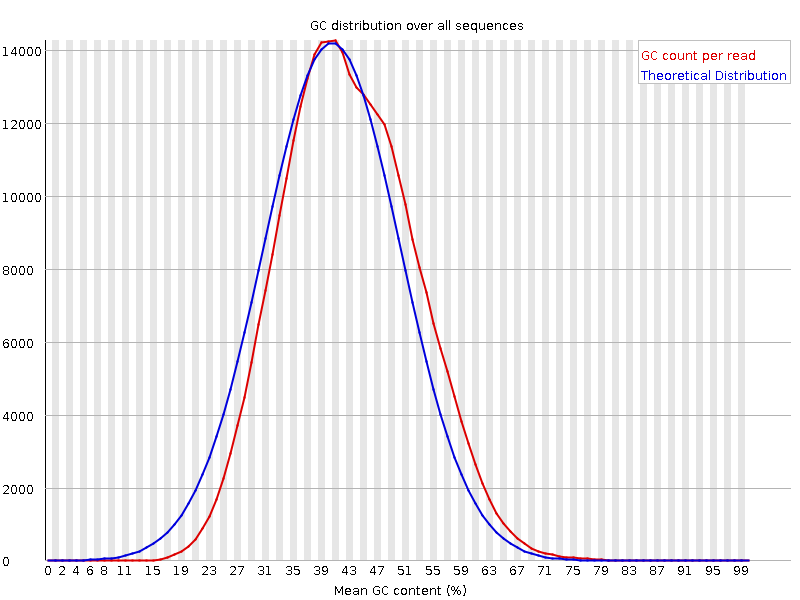 GC distribution over all sequences
GC count per read
Theoretical Distribution
14000
12000
10000
8000
6000
4000
2000
0
0 2 4 6 8 11 15 19 23 27 31 35 39 43 47 51 55 59 63 67 71 75 79 83 87 91 95 99
Mean GC content (%)